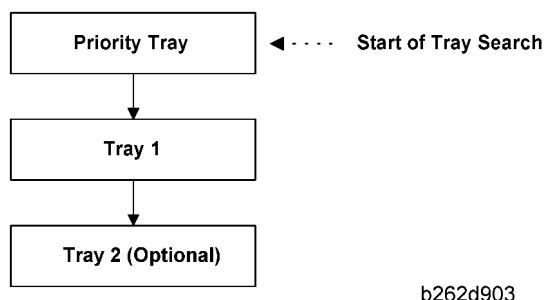 Priority Tray
Start of Tray Search
Tray 1
Tray 2 (Optional)
b262d903